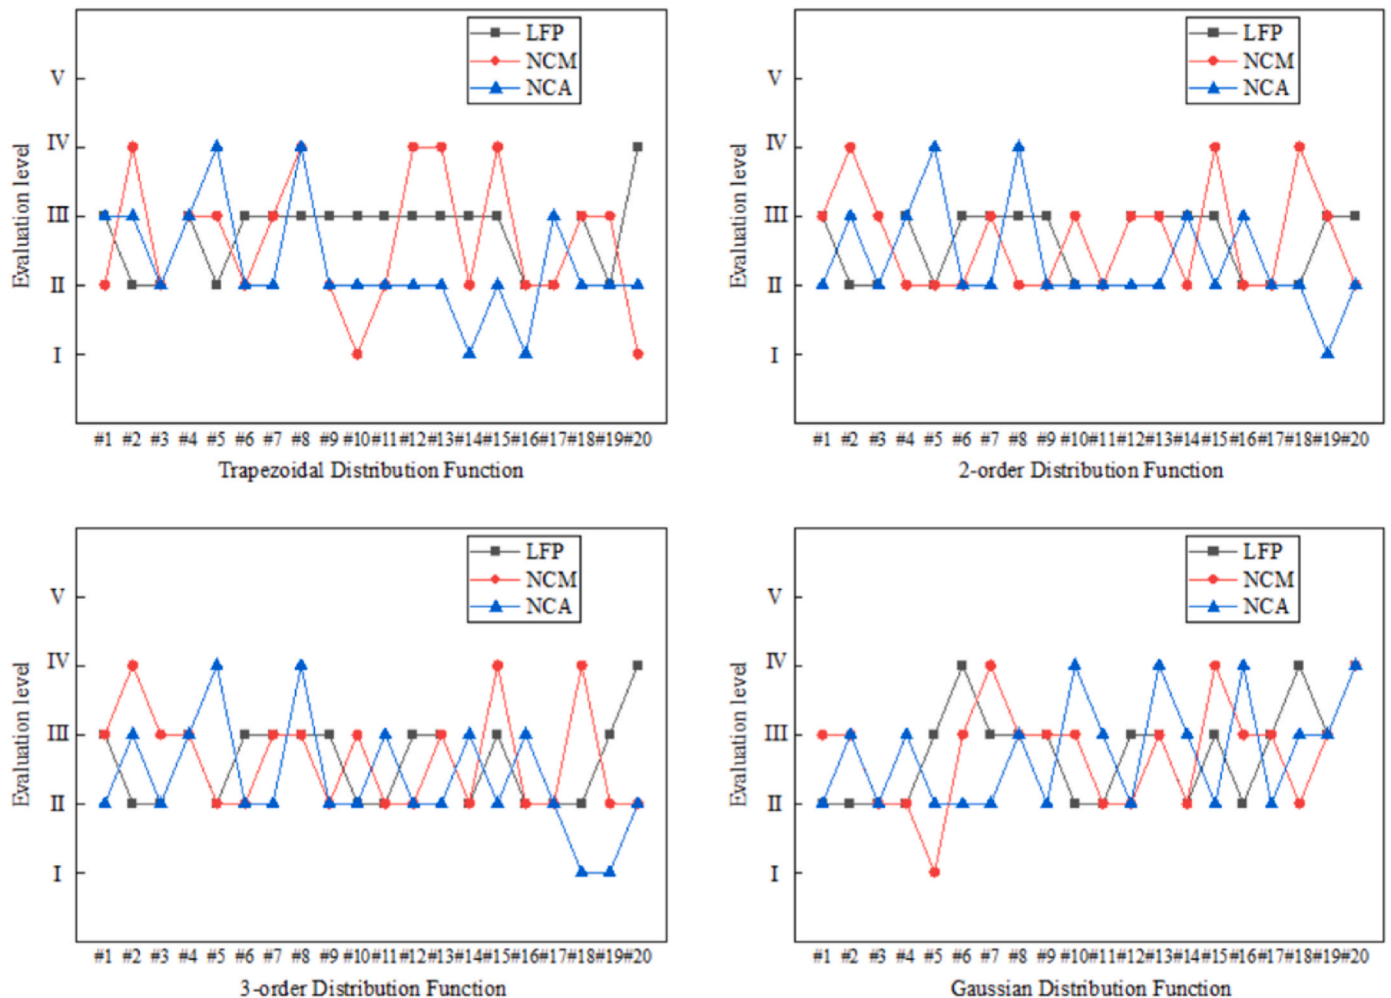 LFP
NCM
NCA
V
IV
III
II
I
Evaluation level
#1 #2 #3 #4 #5 #6 #7 #8 #9 #10 #11 #12 #13 #14 #15 #16 #17 #18 #19 #20
Trapezoidal Distribution Function
LFP
NCM
NCA
V
IV
III
II
I
Evaluation level
#1 #2 #3 #4 #5 #6 #7 #8 #9 #10 #11 #12 #13 #14 #15 #16 #17 #18 #19 #20
2-order Distribution Function
LFP
NCM
NCA
V
IV
III
II
I
Evaluation level
#1 #2 #3 #4 #5 #6 #7 #8 #9 #10 #11 #12 #13 #14 #15 #16 #17 #18 #19 #20
3-order Distribution Function
LFP
NCM
NCA
V
IV
III
II
I
Evaluation level
#1 #2 #3 #4 #5 #6 #7 #8 #9 #10 #11 #12 #13 #14 #15 #16 #17 #18 #19 #20
Gaussian Distribution Function